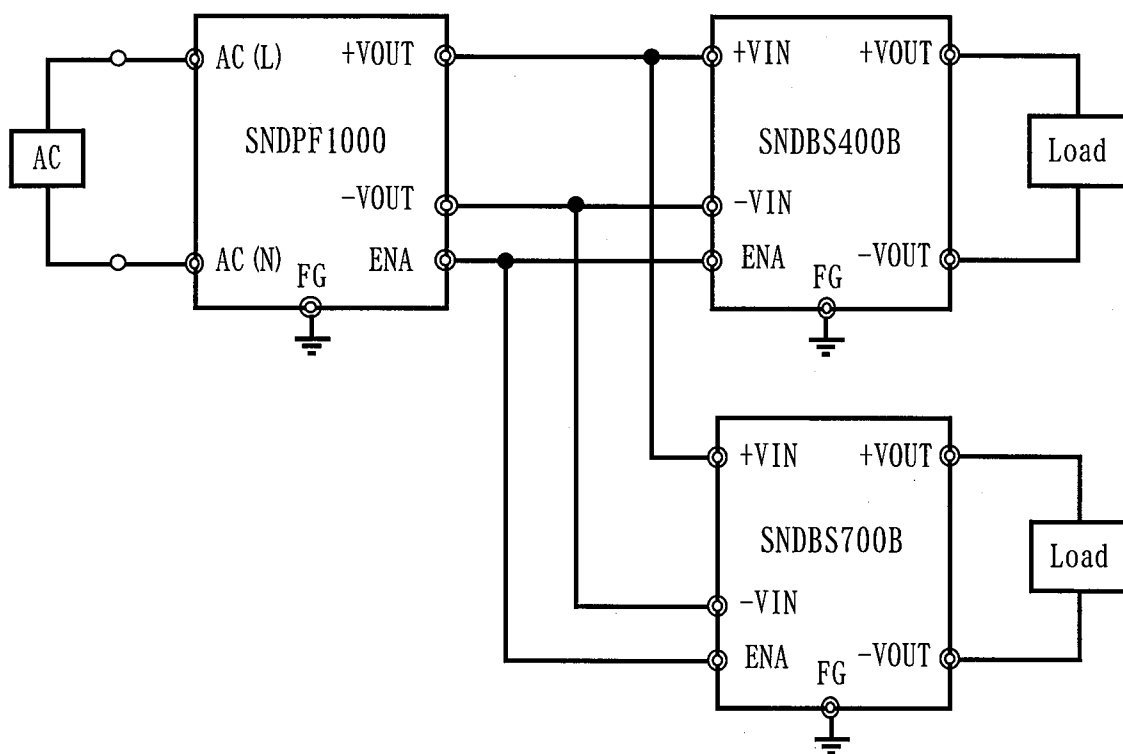 AC
AC(L)
+VOUT
SNDPF1000
-VOUT
AC(N)
ENA
FG
+VIN
+VOUT
SNDBS400B
Load
-VIN
ENA
-VOUT
FG
+VIN
+VOUT
SNDBS700B
Load
-VIN
ENA
-VOUT
FG